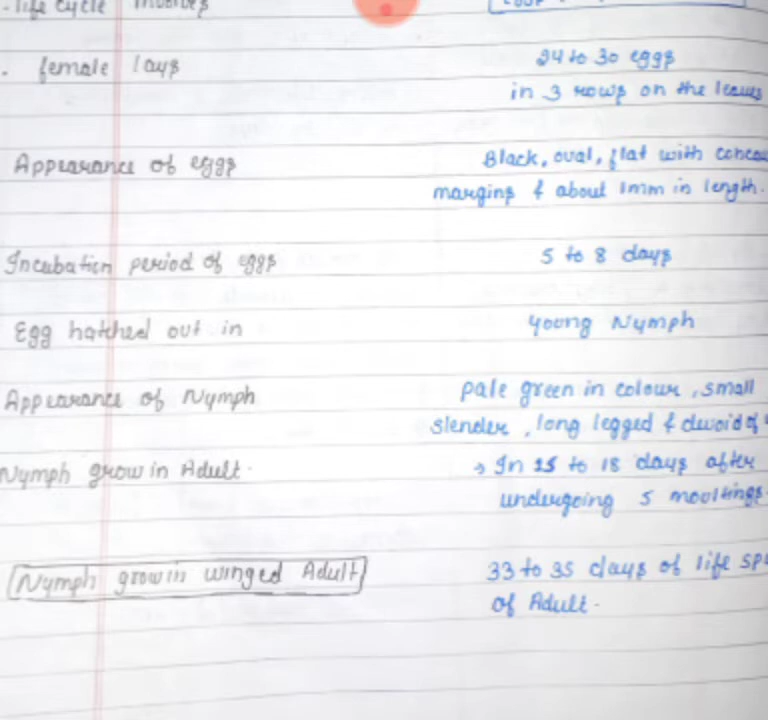 -life cycle involves
. female lays 24 to 30 eggs
in 3 rows on the leaves
Appearance of eggs Black, oval, flat with
margins & about 1mm in length.
Incubation period of eggs 5 to 8 days
Egg hatched out in young Nymph
Appearance of Nymph pale green in colour, small
slender, long legged & devoid of
Nymph grow in Adult. → In 15 to 18 days after
undergoing 5 moultings.
Nymph grow in winged Adult 33 to 35 days of life
of Adult.